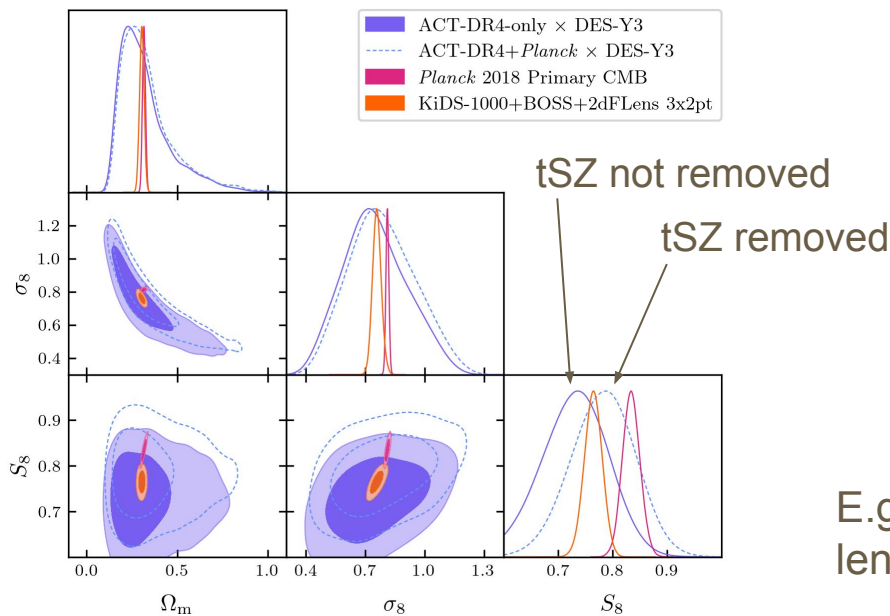 ACT-DR4-only × DES-Y3
ACT-DR4+Planck × DES-Y3
Planck 2018 Primary CMB
KiDS-1000+BOSS+2dFLens 3x2pt
tSZ not removed
tSZ removed
σ₈
1.2
1.0
0.8
0.6
0.4
S₈
0.9
0.8
0.7
0.0 0.5 1.0
Ωₘ
0.4 0.7 1.0 1.3
σ₈
0.7 0.8 0.9
S₈
E.g
len